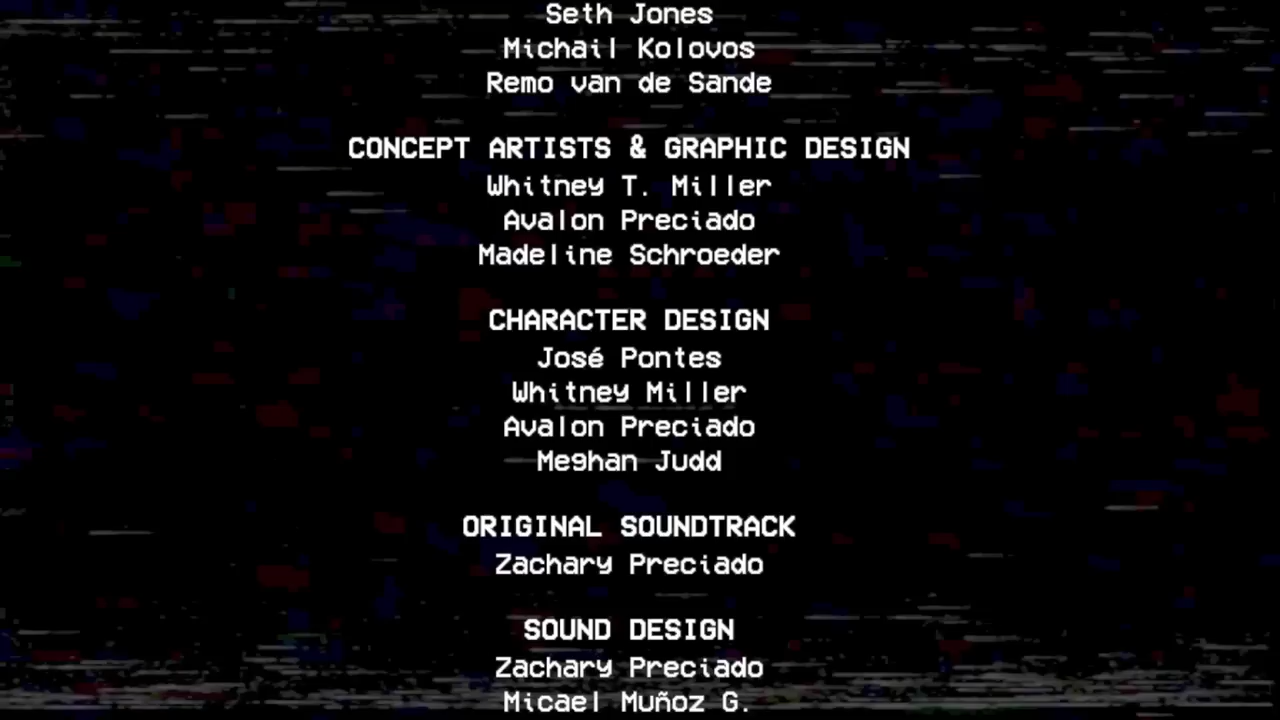 Seth Jones
Michail Kolovos
Remo van de Sande
CONCEPT ARTISTS & GRAPHIC DESIGN
Whitney T. Miller
Avalon Preciado
Madeline Schroeder
CHARACTER DESIGN
José Pontes
Whitney Miller
Avalon Preciado
Meghan Judd
ORIGINAL SOUNDTRACK
Zachary Preciado
SOUND DESIGN
Zachary Preciado
Micael Muñoz G.